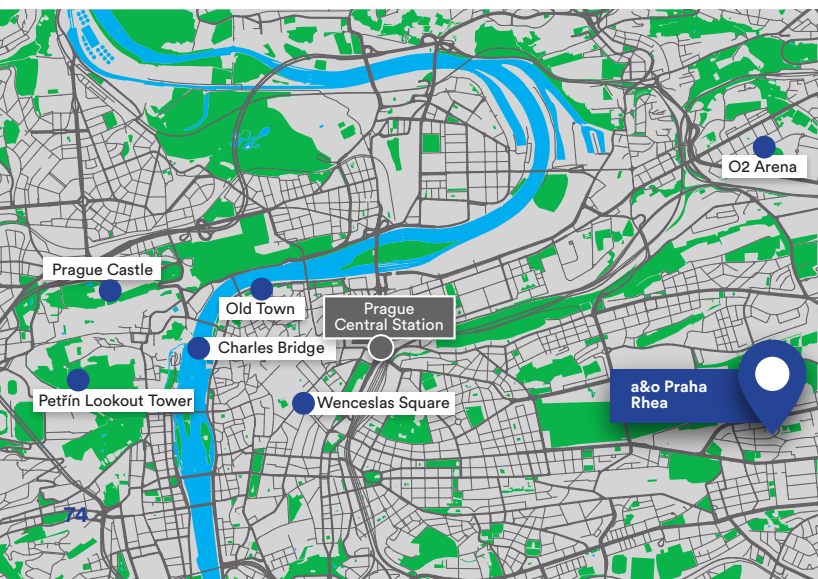 O2 Arena
Prague Castle
Old Town
Prague
Central Station
Charles Bridge
a&o Praha
Rhea
Petřín Lookout Tower
Wenceslas Square
74